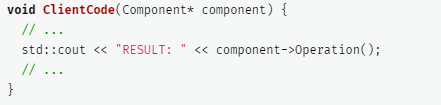 void ClientCode(Component* component) {
  // ...
  std::cout << "RESULT: " << component->Operation();
  // ...
}